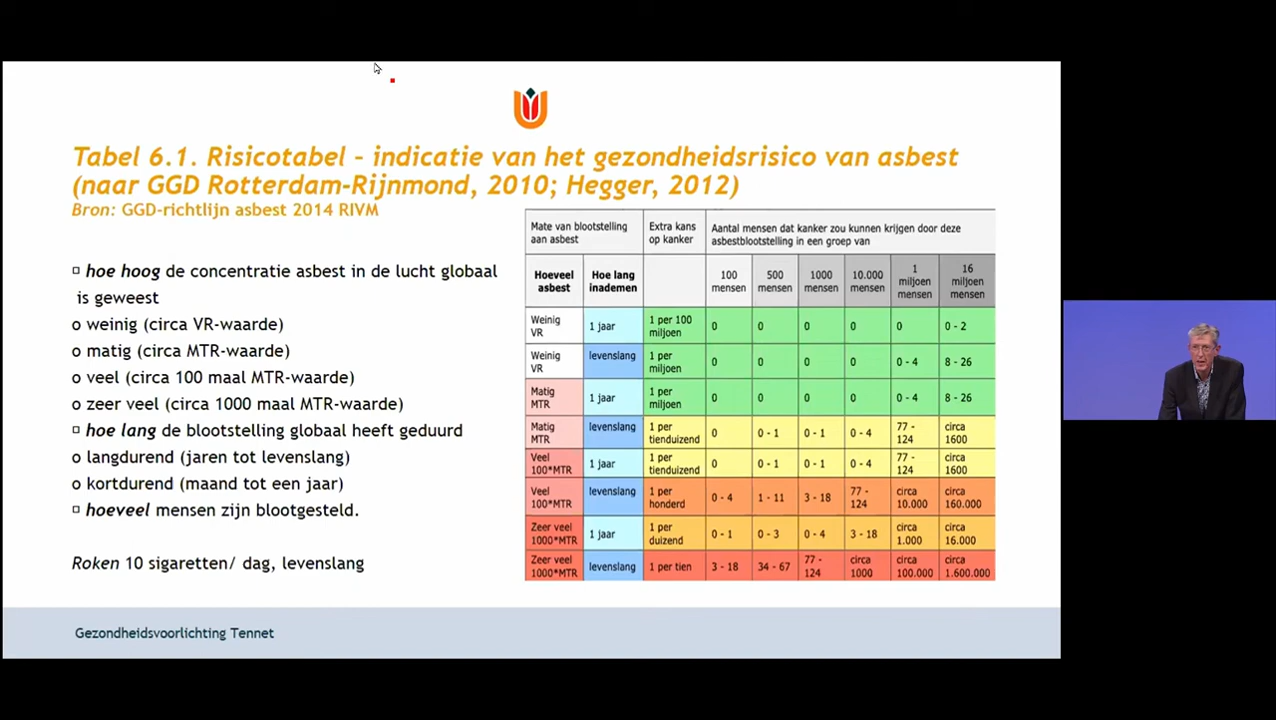 Tabel 6.1. Risicotabel – indicatie van het gezondheidsrisico van asbest
(naar GGD Rotterdam-Rijnmond, 2010; Hegger, 2012)
Bron: GGD-richtlijn asbest 2014 RIVM
hoe hoog de concentratie asbest in de lucht globaal
is geweest
o weinig (circa VR-waarde)
o matig (circa MTR-waarde)
o veel (circa 100 maal MTR-waarde)
o zeer veel (circa 1000 maal MTR-waarde)
hoe lang de blootstelling globaal heeft geduurd
o langdurend (jaren tot levenslang)
o kortdurend (maand tot een jaar)
hoeveel mensen zijn blootgesteld.
Roken 10 sigaretten/ dag, levenslang
Mate van blootstelling
aan asbest
Extra kans
op kanker
Aantal mensen dat kanker zou kunnen krijgen door deze
asbestblootstelling in een groep van
Hoeveel
asbest
Hoe lang
inademen
100
mensen
500
mensen
1000
mensen
10.000
mensen
1
miljoen
mensen
16
miljoen
mensen
Weinig
VR
1 jaar
1 per 100
miljoen
0
0
0
0
0
0 - 2
Weinig
VR
levenslang
1 per
miljoen
0
0
0
0
0 - 4
8 - 26
Matig
MTR
1 jaar
1 per
miljoen
0
0
0
0
0 - 4
8 - 26
Matig
MTR
levenslang
1 per
tienduizend
0
0 - 1
0 - 1
0 - 4
77 -
124
circa
1600
Veel
100*MTR
1 jaar
1 per
tienduizend
0
0 - 1
0 - 1
0 - 4
77 -
124
circa
1600
Veel
100*MTR
levenslang
1 per
honderd
0 - 4
1 - 11
3 - 18
77 -
124
circa
10.000
circa
160.000
Zeer veel
1000*MTR
1 jaar
1 per
duizend
0 - 1
0 - 3
0 - 4
3 - 18
circa
1.000
circa
16.000
Zeer veel
1000*MTR
levenslang
1 per tien
3 - 18
34 - 67
77 -
124
circa
1000
circa
100.000
circa
1.600.000
Gezondheidsvoorlichting Tennet